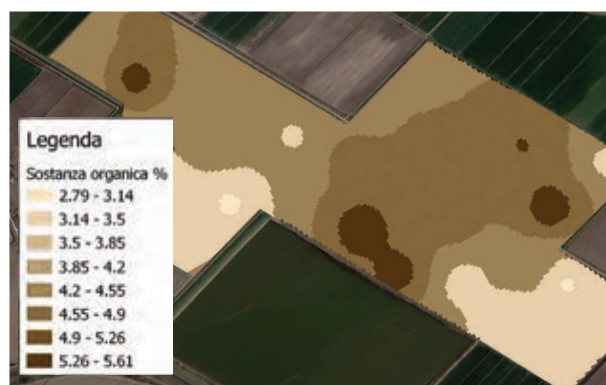 Legenda
Sostanza organica %
2.79 - 3.14
3.14 - 3.5
3.5 - 3.85
3.85 - 4.2
4.2 - 4.55
4.55 - 4.9
4.9 - 5.26
5.26 - 5.61